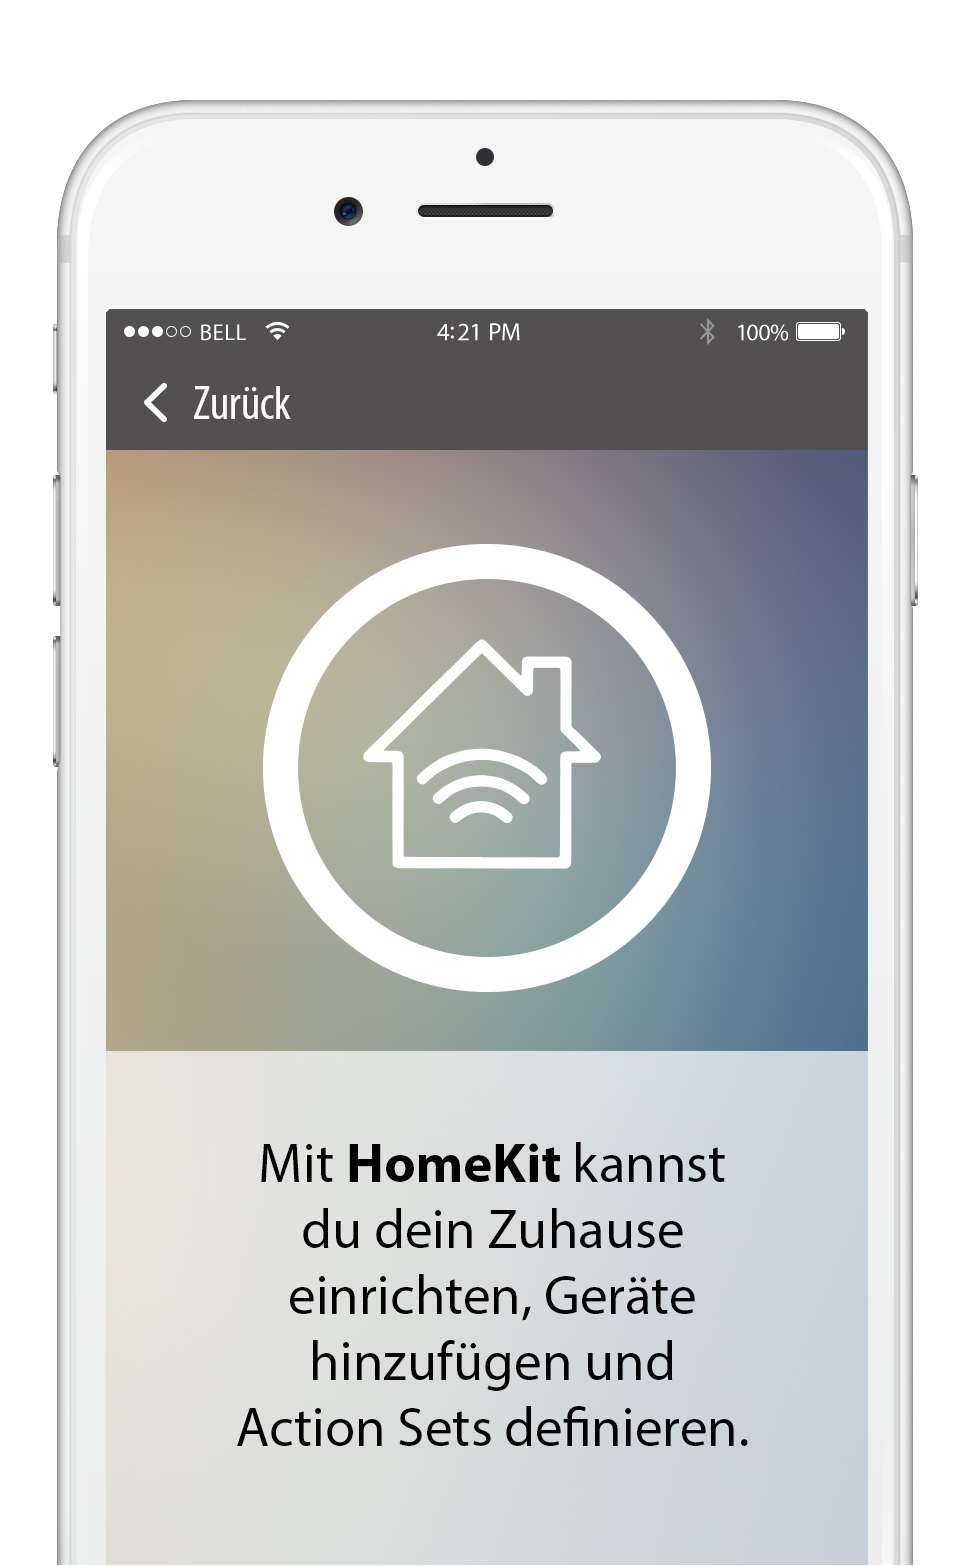 BELL 4:21 PM 100%
Zurück
Mit HomeKit kannst
du dein Zuhause
einrichten, Geräte
hinzufügen und
Action Sets definieren.